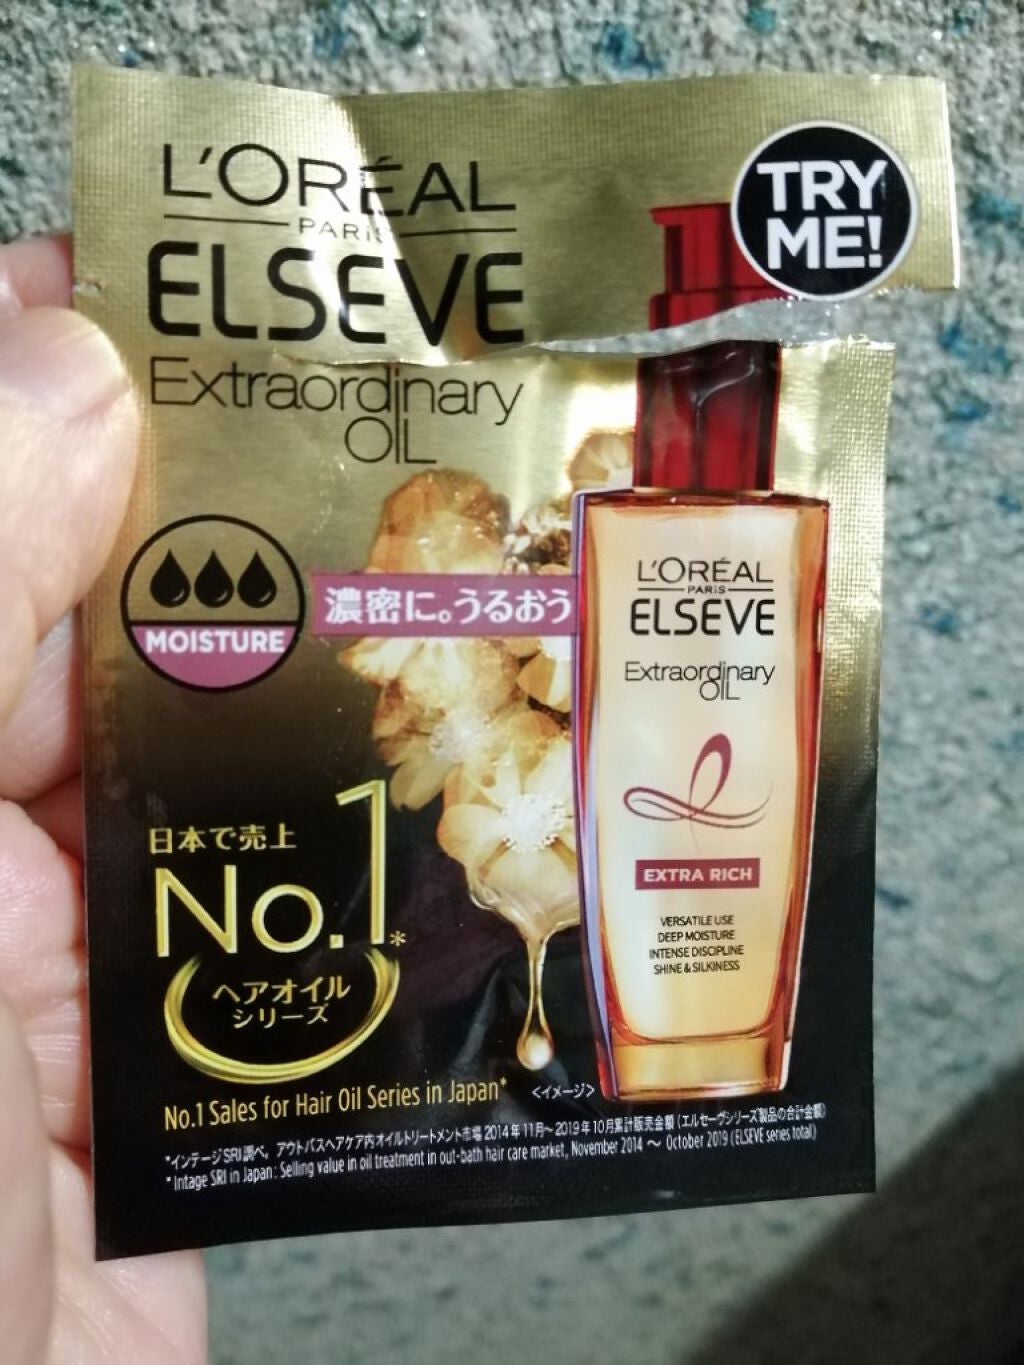 L'ORÉAL
PARIS
ELSEVE
Extraordinary
OIL
TRY
ME!
MOISTURE
濃密に。うるおう
日本で売上
No.1*
ヘアオイル
シリーズ
No.1 Sales for Hair Oil Series in Japan*
<イメージ>
*インテージSRI調べ、アウトバスヘアケア内オイルトリートメント市場 2014年11月～2019年10月累計販売金額（エルセーヴシリーズ製品の合計金額）
*Intage SRI in Japan: Selling value in oil treatment in out-bath hair care market, November 2014 ～ October 2019 (ELSEVE series total)
L'ORÉAL
PARIS
ELSEVE
Extraordinary
OIL
EXTRA RICH
VERSATILE USE
DEEP MOISTURE
INTENSE DISCIPLINE
SHINE & SILKINESS